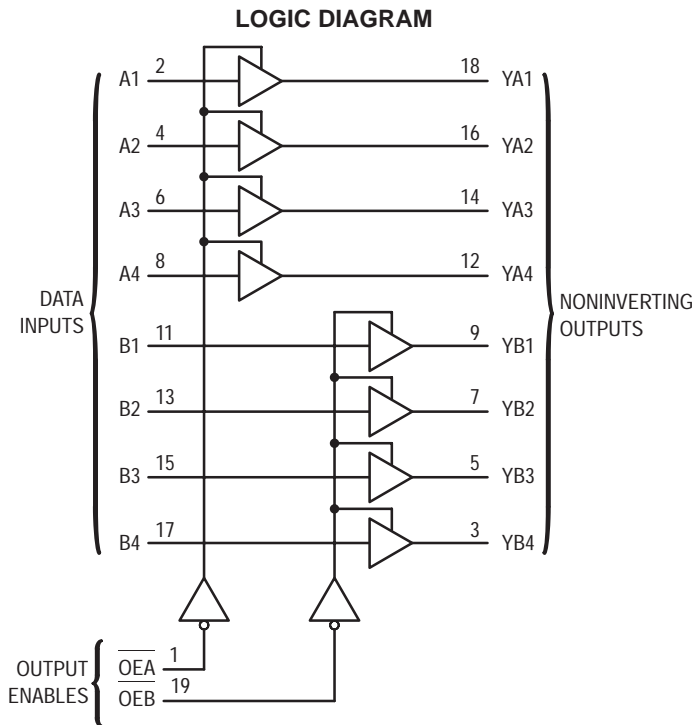 LOGIC DIAGRAM
A1 2 18 YA1
A2 4 16 YA2
A3 6 14 YA3
A4 8 12 YA4
DATA
INPUTS
NONINVERTING
OUTPUTS
B1 11 9 YB1
B2 13 7 YB2
B3 15 5 YB3
B4 17 3 YB4
OUTPUT
ENABLES
O̅E̅A̅ 1
O̅E̅B̅ 19